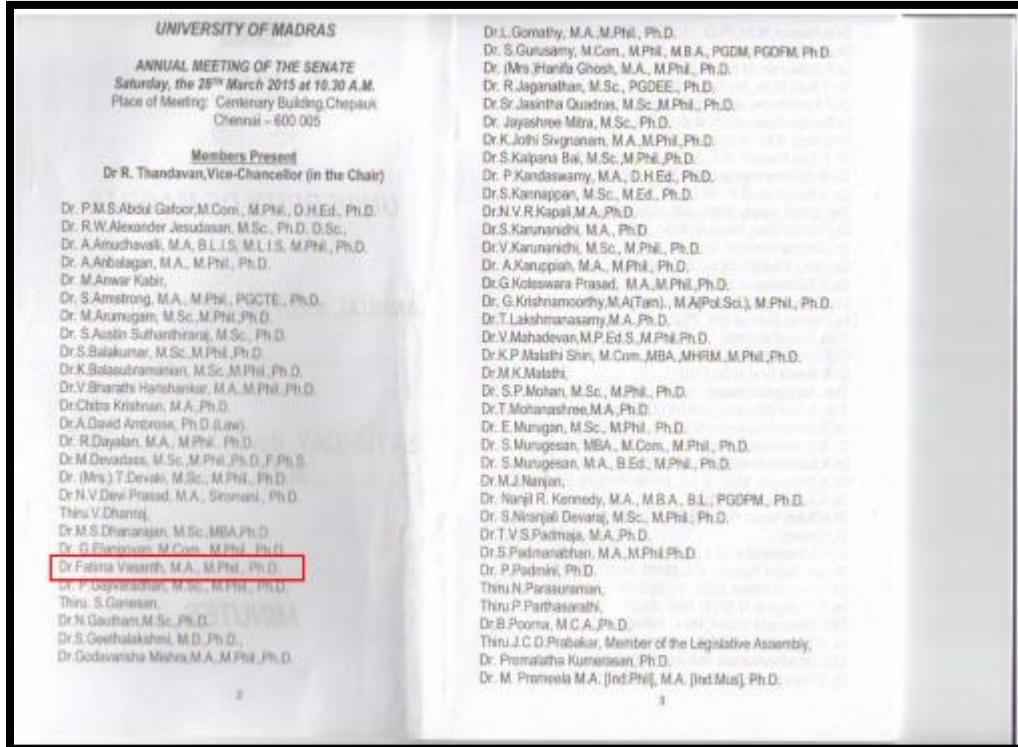 UNIVERSITY OF MADRAS
ANNUAL MEETING OF THE SENATE
Saturday, the 28TH March 2015 at 10.30 A.M.
Place of Meeting: Centenary Building,Chepauk
Chennai – 600 005
Members Present
Dr R. Thandavan,Vice-Chancellor (in the Chair)
Dr. P.M.S.Abdul Gafoor,M.Com., M.Phil., D.H.Ed., Ph.D.
Dr. R.W.Alexander Jesudasan, M.Sc., Ph.D. D.Sc.,
Dr. A.Amuchavalli, M.A, B.L.I.S, M.L.I.S, M.Phil., Ph.D.
Dr. A.Anbalagan, M.A., M.Phil., Ph.D.
Dr. M.Anwar Kabir,
Dr. S.Armstrong, M.A., M.Phil., PGCTE., Ph.D.
Dr. M.Arumugam, M.Sc.,M.Phil.,Ph.D.
Dr. S.Austin Suthanthiraraj, M.Sc., Ph.D.
Dr.S.Balakumar, M.Sc.,M.Phil.,Ph.D.
Dr.K.Balasubramanian, M.Sc.,M.Phil.,Ph.D.
Dr.V.Bharathi Harishankar, M.A.,M.Phil.,Ph.D.
Dr.Chitra Krishnan, M.A.,Ph.D.
Dr.A.David Ambrose, Ph.D.(Law).
Dr. R.Dayalan, M.A., M.Phil., Ph.D.
Dr.M.Devadass, M.Sc.,M.Phil.,Ph.D.,F.Ph.S.
Dr. (Mrs.) T.Devaki, M.Sc., M.Phil., Ph.D.
Dr.N.V.Devi Prasad, M.A., Siromani., Ph.D.
Thiru.V.Dhanraj,
Dr.M.S.Dhanarajan, M.Sc.,MBA,Ph.D.
Dr. G.Elangovan, M.Com., M.Phil., Ph.D.
Dr.Fatima Vasanth, M.A., M.Phil., Ph.D.
Dr. P.Gajivaradhan, M.Sc., M.Phil., Ph.D.
Thiru. S.Ganesan,
Dr.N.Gautham,M.Sc.,Ph.D.
Dr.S.Geethalakshmi, M.D.,Ph.D.,
Dr.Godavarisha Mishra,M.A.,M.Phil.,Ph.D.
2
Dr.L.Gomathy, M.A.,M.Phil., Ph.D.
Dr. S.Gurusamy, M.Com., M.Phil., M.B.A., PGDM, PGDFM, Ph.D.
Dr. (Mrs.)Hanifa Ghosh, M.A., M.Phil., Ph.D.
Dr. R.Jaganathan, M.Sc., PGDEE., Ph.D.
Dr.Sr.Jasintha Quadras, M.Sc.,M.Phil., Ph.D.
Dr. Jayashree Mitra, M.Sc., Ph.D.
Dr.K.Jothi Sivgnanam, M.A.,M.Phil.,Ph.D.
Dr.S.Kalpana Bai, M.Sc.,M.Phil.,Ph.D.
Dr. P.Kandaswamy, M.A., D.H.Ed., Ph.D.
Dr.S.Kannappan, M.Sc., M.Ed., Ph.D.
Dr.N.V.R.Kapali,M.A.,Ph.D.
Dr.S.Karunanidhi, M.A., Ph.D.
Dr.V.Karunanidhi, M.Sc., M.Phil., Ph.D.
Dr. A.Karuppiah, M.A., M.Phil., Ph.D.
Dr.G.Koteswara Prasad, M.A.,M.Phil.,Ph.D.
Dr. G.Krishnamoorthy,M.A(Tam)., M.A(Pol.Sci.), M.Phil., Ph.D.
Dr.T.Lakshmanasamy,M.A.,Ph.D.
Dr.V.Mahadevan,M.P.Ed.S.,M.Phil.Ph.D.
Dr.K.P.Malathi Shiri, M.Com.,MBA.,MHRM.,M.Phil.,Ph.D.
Dr.M.K.Malathi,
Dr. S.P.Mohan, M.Sc., M.Phil., Ph.D.
Dr.T.Mohanashree,M.A.,Ph.D.
Dr. E.Murugan, M.Sc., M.Phil., Ph.D.
Dr. S.Murugesan, MBA., M.Com., M.Phil., Ph.D.
Dr. S.Murugesan, M.A., B.Ed., M.Phil., Ph.D.
Dr.M.J.Nanjan,
Dr. Nanjil R. Kennedy, M.A., M.B.A., B.L., PGDPM., Ph.D.
Dr. S.Niranjali Devaraj, M.Sc., M.Phil., Ph.D.
Dr.T.V.S.Padmaja, M.A.,Ph.D.
Dr.S.Padmanabhan, M.A.,M.Phil.Ph.D.
Dr. P.Padmini, Ph.D.
Thiru.N.Parasuraman,
Thiru.P.Parthasarathi,
Dr.B.Poorna, M.C.A.,Ph.D.
Thiru.J.C.D.Prabakar, Member of the Legislative Assembly,
Dr. Premalatha Kumerasan, Ph.D.
Dr. M. Premeela M.A. [Ind.Phil], M.A. [Ind.Mus], Ph.D.
3